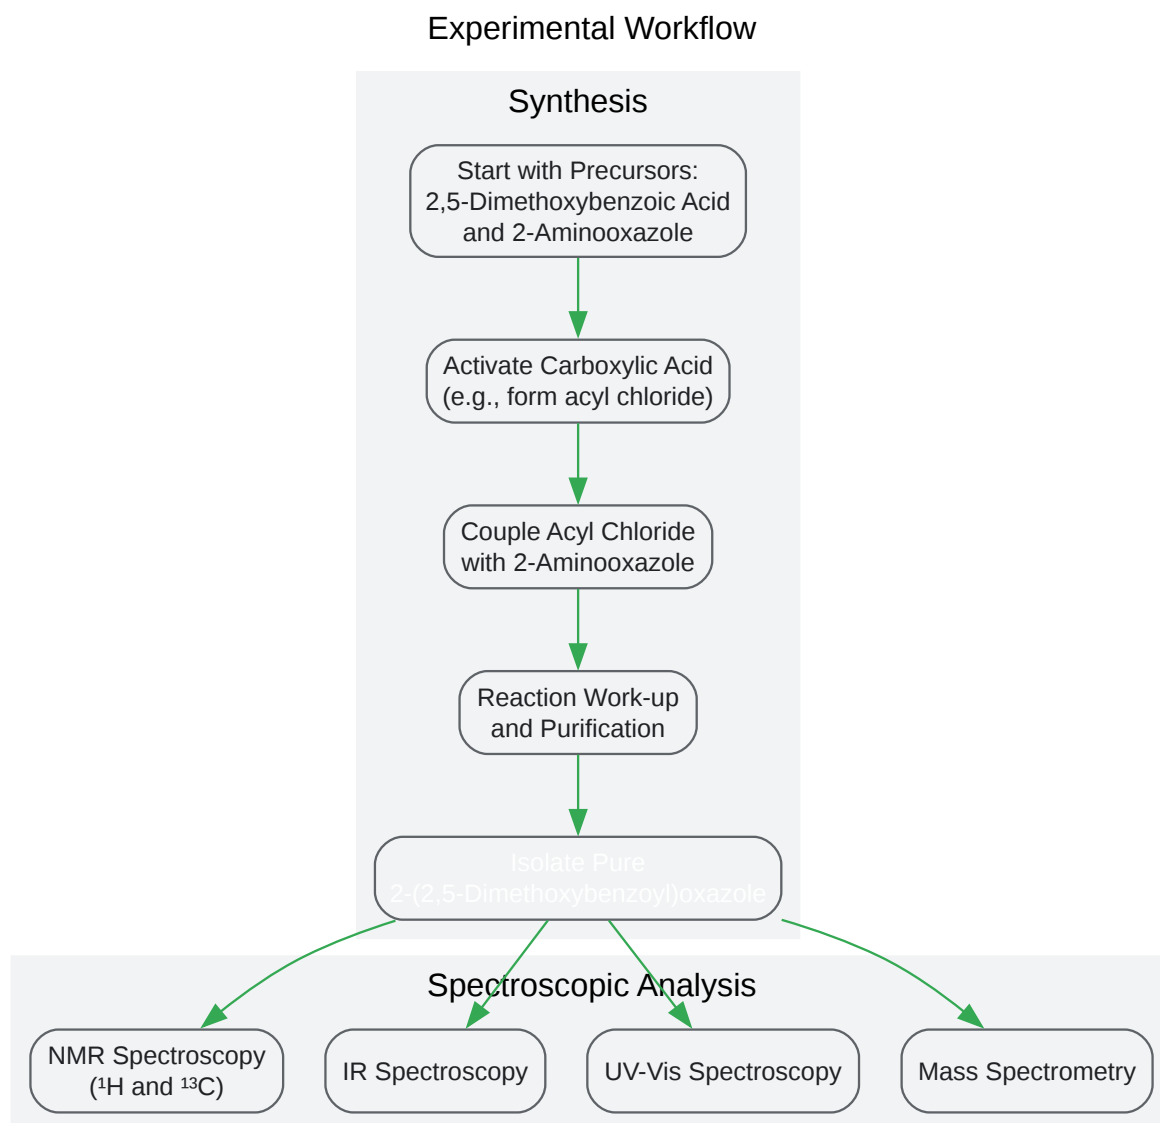 Experimental Workflow
Synthesis
Start with Precursors:
2,5-Dimethoxybenzoic Acid
and 2-Aminooxazole
Activate Carboxylic Acid
(e.g., form acyl chloride)
Couple Acyl Chloride
with 2-Aminooxazole
Reaction Work-up
and Purification
Isolate Pure
2-(2,5-Dimethoxybenzoyl)oxazole
Spectroscopic Analysis
NMR Spectroscopy
(¹H and ¹³C)
IR Spectroscopy
UV-Vis Spectroscopy
Mass Spectrometry